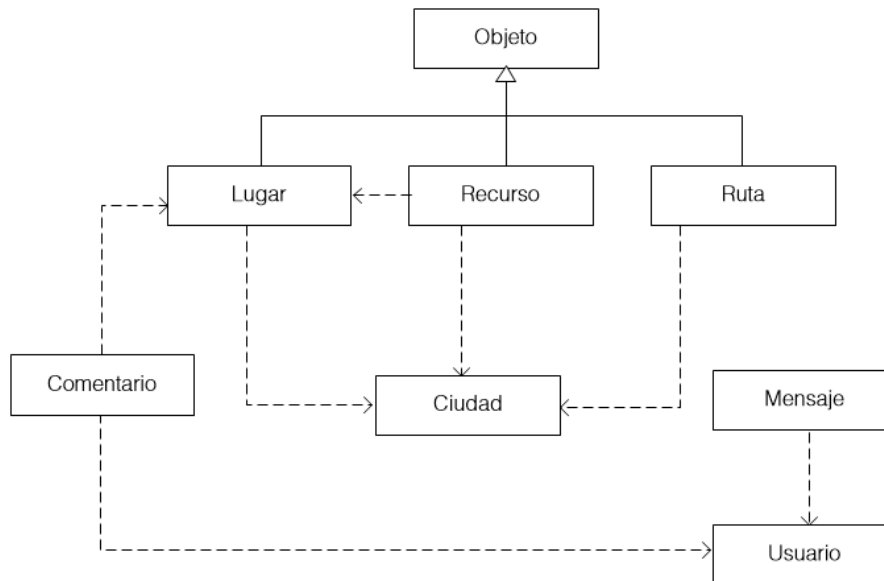 Objeto
Lugar
Recurso
Ruta
Comentario
Ciudad
Mensaje
Usuario